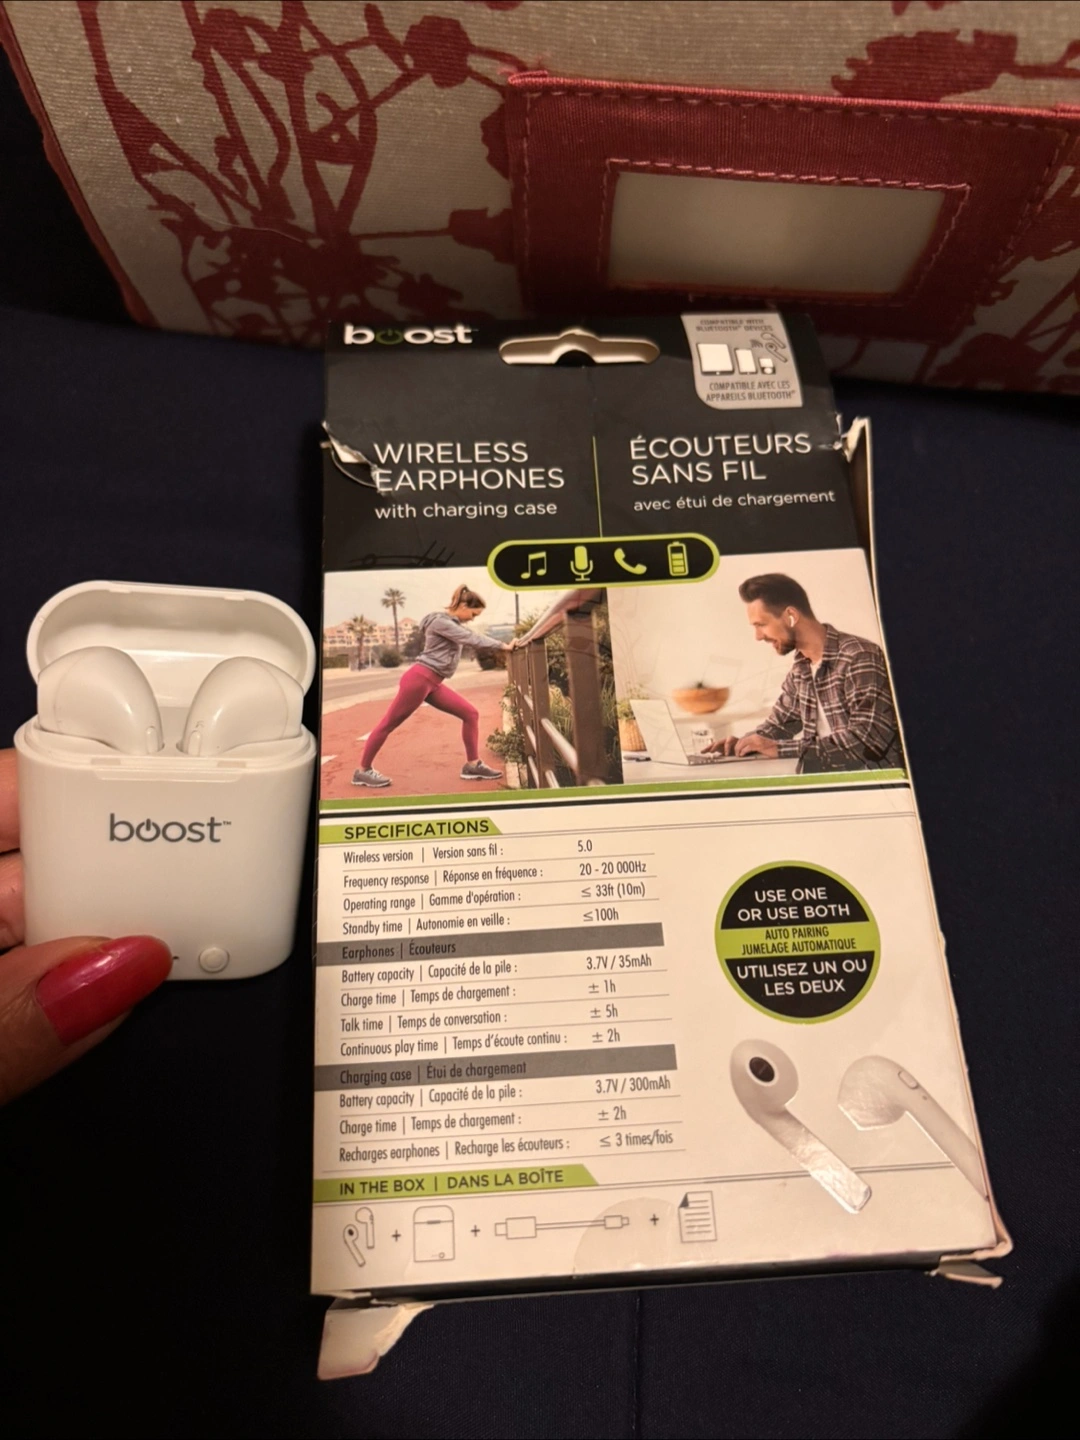 boost
COMPATIBLE WITH
BLUETOOTH™ DEVICES
COMPATIBLE AVEC LES
APPAREILS BLUETOOTH™
WIRELESS
EARPHONES
with charging case
ÉCOUTEURS
SANS FIL
avec étui de chargement
boost™
SPECIFICATIONS
Wireless version | Version sans fil : 5.0
Frequency response | Réponse en fréquence : 20 - 20 000Hz
Operating range | Gamme d'opération : ≤ 33ft (10m)
Standby time | Autonomie en veille : ≤100h
Earphones | Écouteurs
Battery capacity | Capacité de la pile : 3.7V / 35mAh
Charge time | Temps de chargement : ± 1h
Talk time | Temps de conversation : ± 5h
Continuous play time | Temps d'écoute continu : ± 2h
Charging case | Étui de chargement
Battery capacity | Capacité de la pile : 3.7V / 300mAh
Charge time | Temps de chargement : ± 2h
Recharges earphones | Recharge les écouteurs : ≤ 3 times/fois
USE ONE
OR USE BOTH
AUTO PAIRING
JUMELAGE AUTOMATIQUE
UTILISEZ UN OU
LES DEUX
IN THE BOX | DANS LA BOÎTE